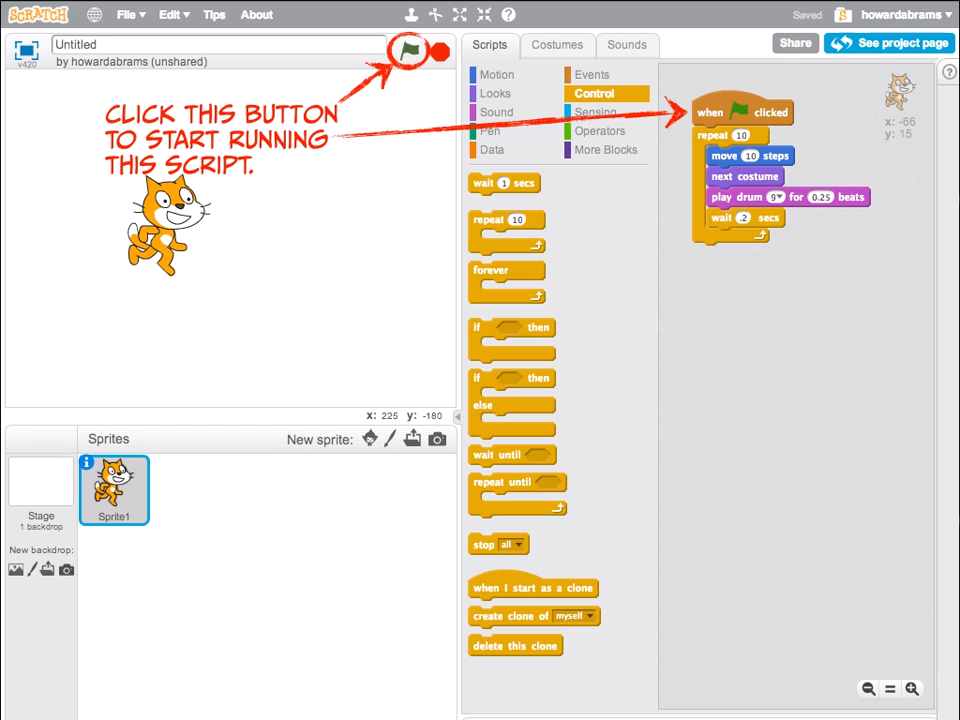 SCRATCH
File ▾ Edit ▾ Tips About
Saved
howardabrams ▾
Untitled
by howardabrams (unshared)
v420
CLICK THIS BUTTON
TO START RUNNING
THIS SCRIPT.
x: 225 y: -180
Scripts Costumes Sounds
Share
See project page
Motion Events
Looks Control
Sound Sensing
Pen Operators
Data More Blocks
wait 1 secs
repeat 10
forever
if then
if then
else
wait until
repeat until
stop all
when I start as a clone
create clone of myself
delete this clone
when clicked
repeat 10
move 10 steps
next costume
play drum 9▾ for 0.25 beats
wait .2 secs
x: -66
y: 15
Sprites New sprite:
Sprite1
Stage
1 backdrop
New backdrop: